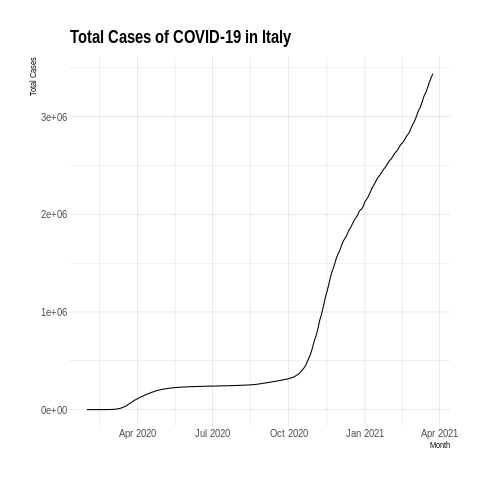 Total Cases of COVID-19 in Italy
Total Cases
3e+06
2e+06
1e+06
0e+00
Apr 2020 Jul 2020 Oct 2020 Jan 2021 Apr 2021
Month